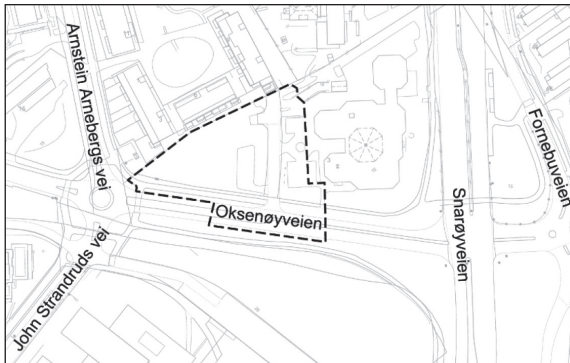 Arnstein Arnebergs vei
John Strandruds vei
Oksenøyveien
Snarøyveien
Fornebuveien